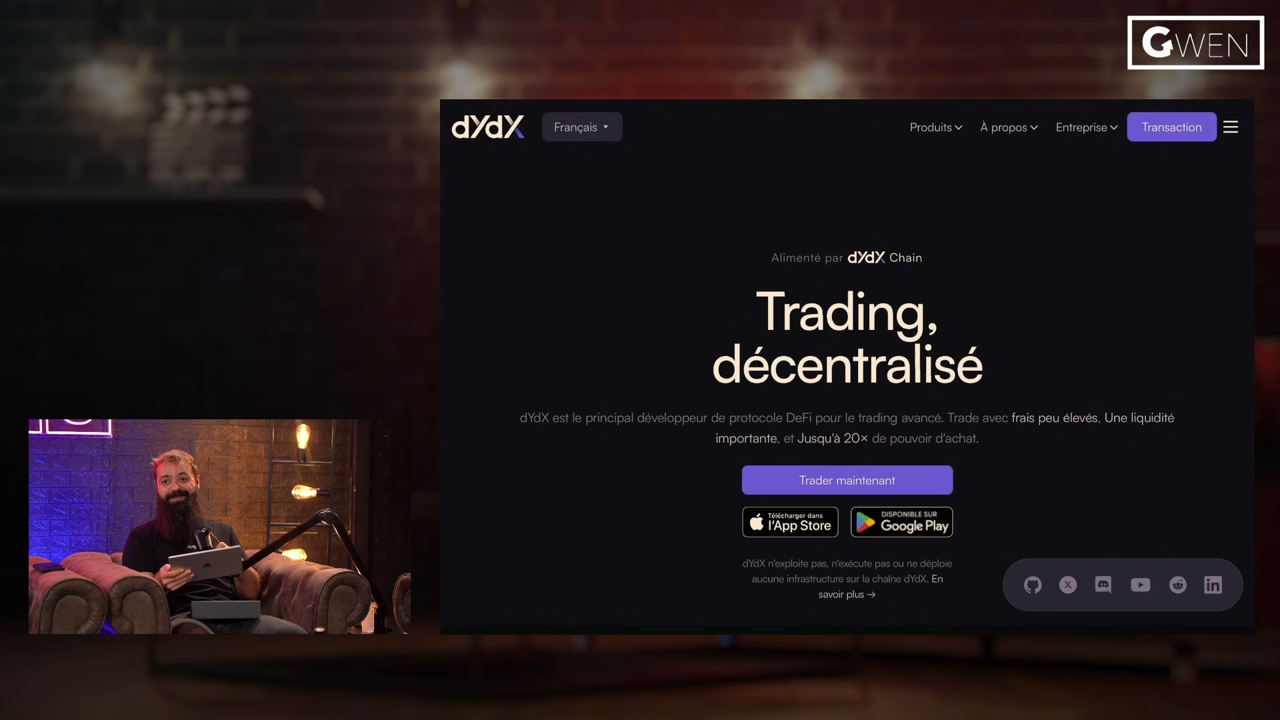 GWEN
dYdX
Français
Produits
À propos
Entreprise
Transaction
Alimenté par dYdX Chain
Trading,
décentralisé
dYdX est le principal développeur de protocole DeFi pour le trading avancé. Trade avec frais peu élevés, Une liquidité
importante, et Jusqu'à 20× de pouvoir d'achat.
Trader maintenant
Télécharger dans
l'App Store
DISPONIBLE SUR
Google Play
dYdX n'exploite pas, n'exécute pas ou ne déploie
aucune infrastructure sur la chaîne dYdX. En
savoir plus →